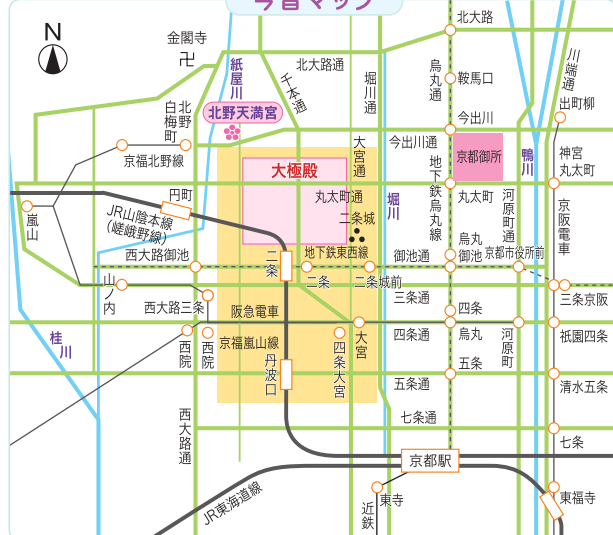 今昔マップ
N
金閣寺
卍
紙屋川
千本通
北大路通
堀川通
烏丸通
北大路
鞍馬口
今出川
川端通
出町柳
北野天満宮
北野白梅町
京福北野線
大宮通
今出川通
京都御所
鴨川
神宮丸太町
大極殿
丸太町通
地下鉄烏丸線
丸太町
河原町通
京阪電車
嵐山
円町
JR山陰本線
(嵯峨野線)
二条城
堀川
西大路御池
地下鉄東西線
御池通
烏丸御池
京都市役所前
二条
二条
二条城前
三条通
三条京阪
山ノ内
西大路三条
阪急電車
四条
桂川
西院
西院
京福嵐山線
四条大宮
大宮
四条通
烏丸
河原町
祇園四条
丹波口
五条
五条通
清水五条
西大路通
七条通
七条
京都駅
JR東海道線
近鉄
東寺
東福寺